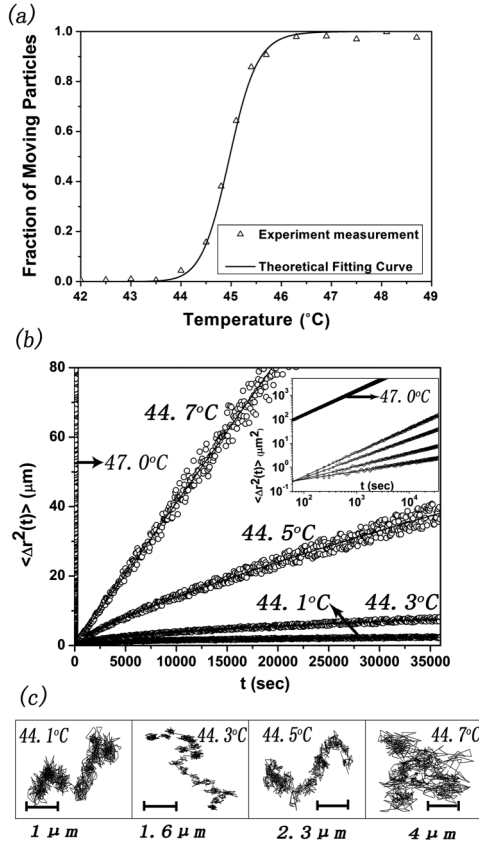 (a)
Fraction of Moving Particles
1.0
0.8
0.6
0.4
0.2
0.0
Experiment measurement
Theoretical Fitting Curve
42 43 44 45 46 47 48 49
Temperature (°C)
(b)
<Δr²(t)> (μm)
80
60
40
20
0
44.7°C
47.0°C
44.5°C
44.1°C 44.3°C
<Δr²(t)> (μm²)
10³
10²
10¹
10⁰
10⁻¹
47.0°C
10² 10³ 10⁴
t (sec)
0 5000 10000 15000 20000 25000 30000 35000
t (sec)
(c)
44.1°C 44.3°C 44.5°C 44.7°C
1 μm 1.6 μm 2.3 μm 4 μm